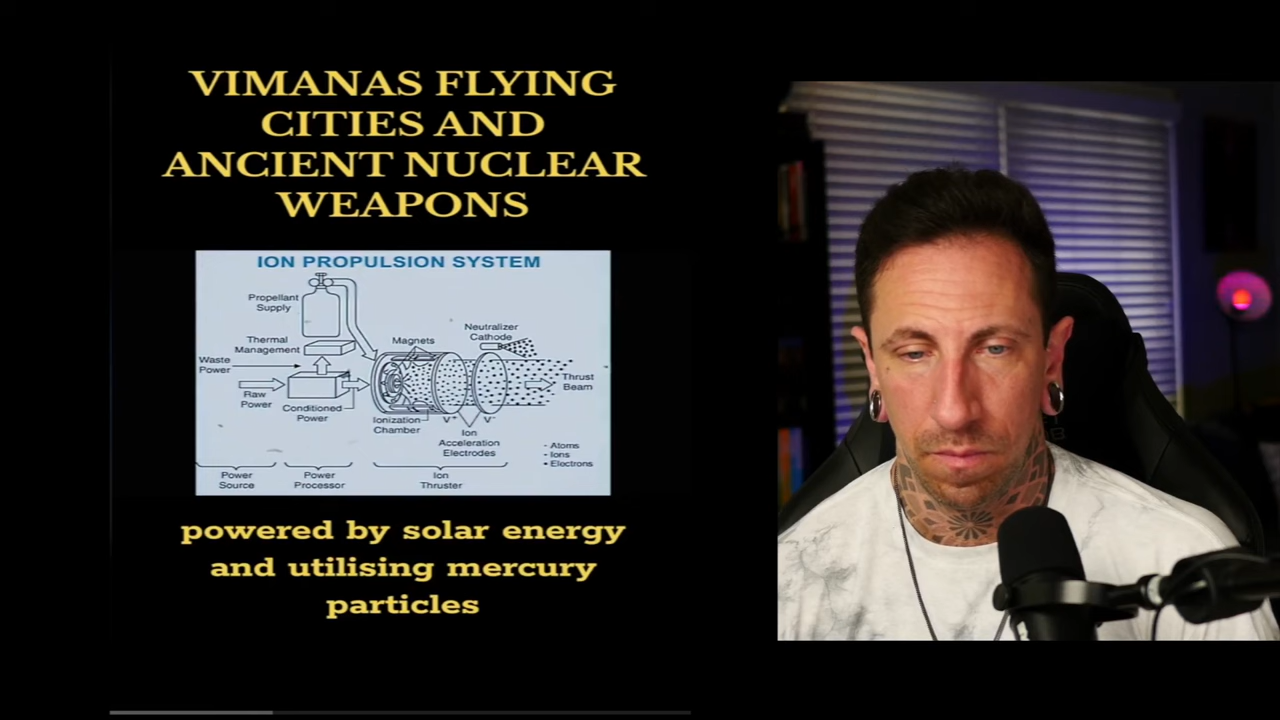 VIMANAS FLYING
CITIES AND
ANCIENT NUCLEAR
WEAPONS
ION PROPULSION SYSTEM
Propellant
Supply
Thermal
Management
Waste
Power
Raw
Power
Conditioned
Power
Magnets
Neutralizer
Cathode
Thrust
Beam
Ionization
Chamber
V+
V-
Ion
Acceleration
Electrodes
- Atoms
- Ions
• Electrons
Power
Source
Power
Processor
Ion
Thruster
powered by solar energy
and utilising mercury
particles